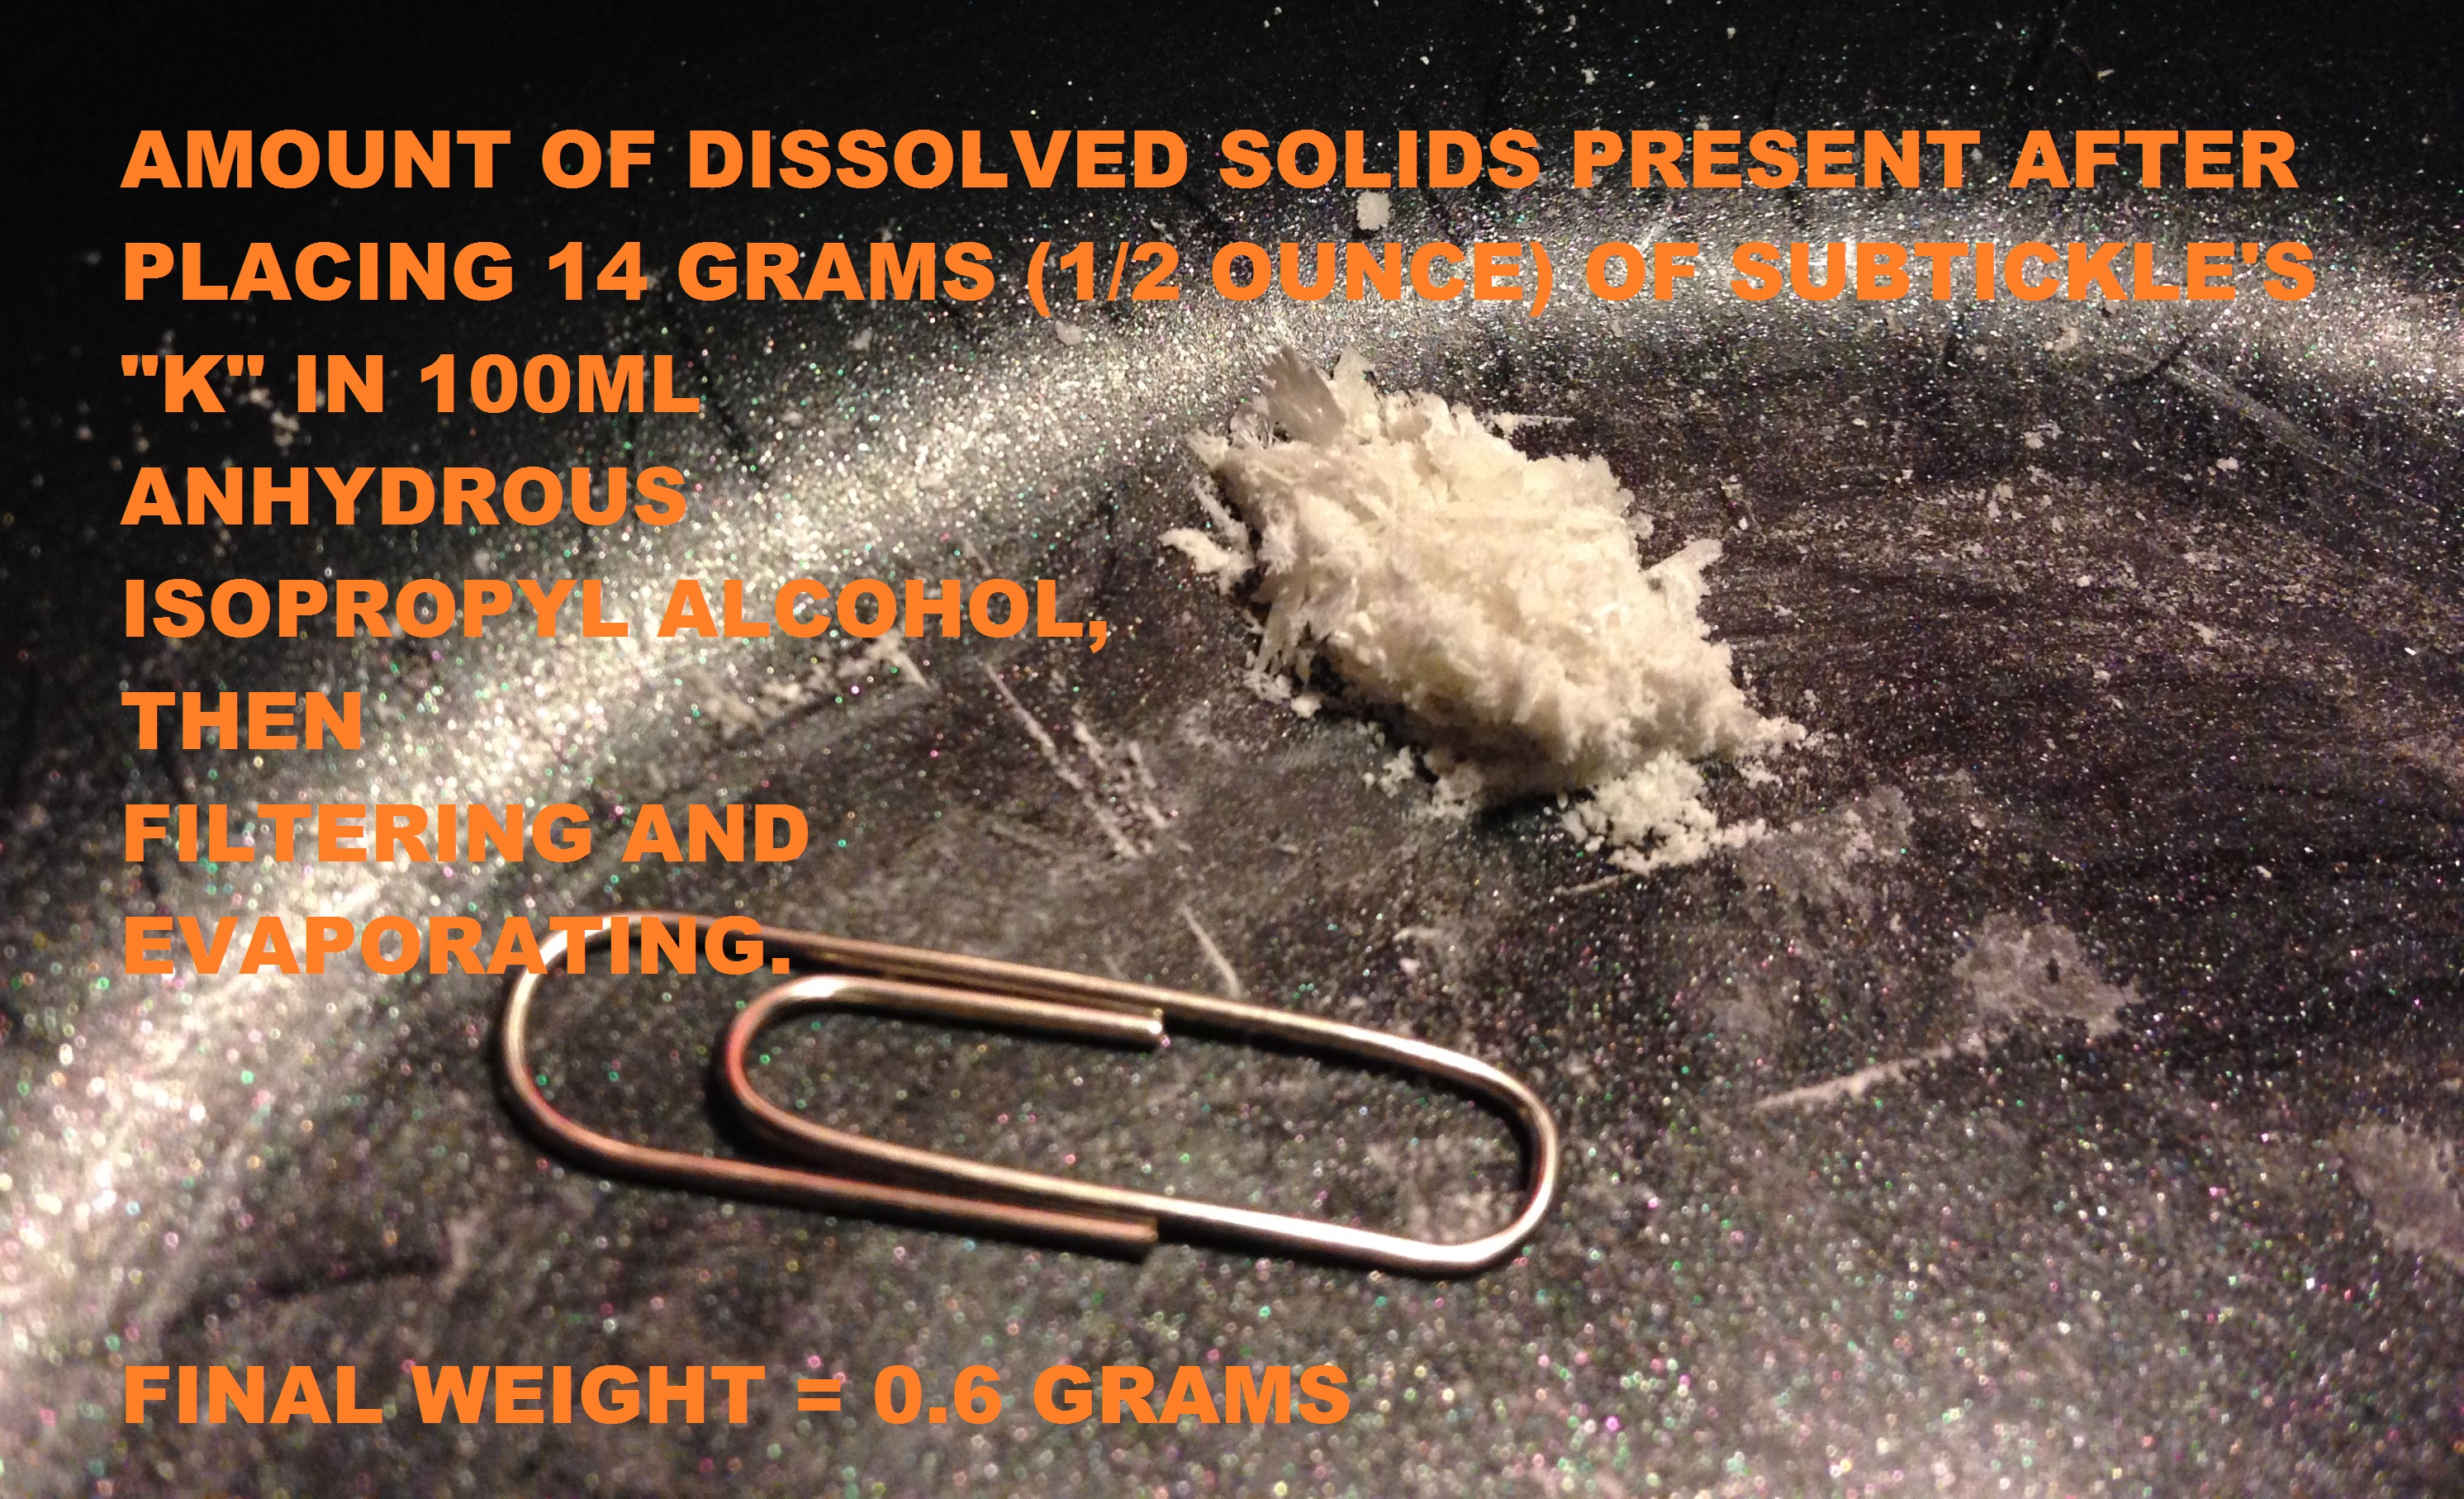 AMOUNT OF DISSOLVED SOLIDS PRESENT AFTER
PLACING 14 GRAMS (1/2 OUNCE) OF SUBTICKLE'S
"K" IN 100ML
ANHYDROUS
ISOPROPYL ALCOHOL,
THEN
FILTERING AND
EVAPORATING.
FINAL WEIGHT = 0.6 GRAMS